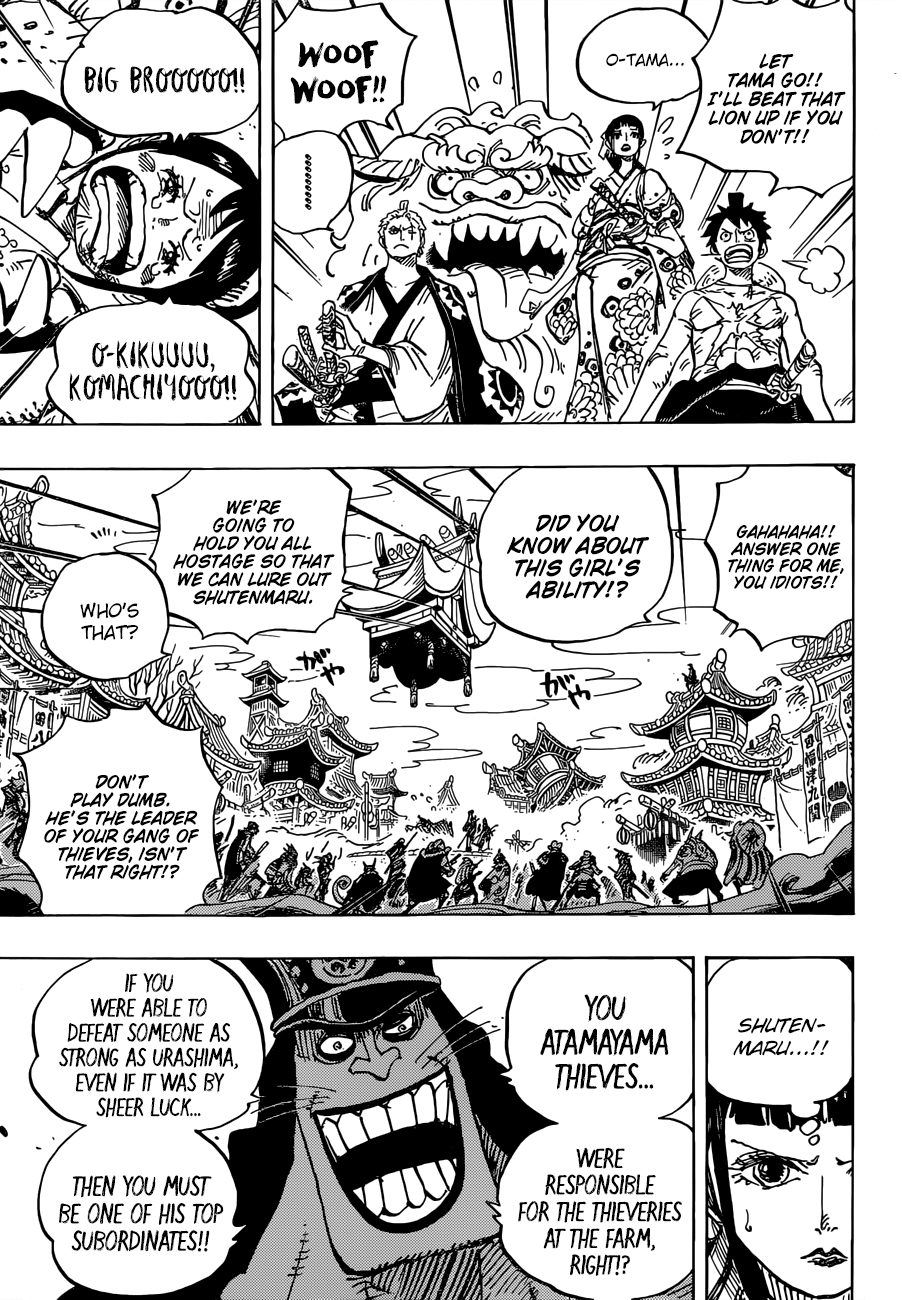 LET
TAMA GO!!
I'LL BEAT THAT
LION UP IF YOU
DON'T!!
O-TAMA...
WOOF
WOOF!!
BIG BROOOOO!!
O-KIKUUUU,
KOMACHIYOOO!!
GAHAHAHA!!
ANSWER ONE
THING FOR ME,
YOU IDIOTS!!
DID YOU
KNOW ABOUT
THIS GIRL'S
ABILITY!?
WE'RE
GOING TO
HOLD YOU ALL
HOSTAGE SO THAT
WE CAN LURE OUT
SHUTENMARU.
WHO'S
THAT?
がや
がや
DON'T
PLAY DUMB.
HE'S THE LEADER
OF YOUR GANG OF
THIEVES, ISN'T
THAT RIGHT!?
SHUTEN-
MARU...!!
YOU
ATAMAYAMA
THIEVES...
WERE
RESPONSIBLE
FOR THE THIEVERIES
AT THE FARM,
RIGHT!?
IF YOU
WERE ABLE TO
DEFEAT SOMEONE AS
STRONG AS URASHIMA,
EVEN IF IT WAS BY
SHEER LUCK...
THEN YOU MUST
BE ONE OF HIS TOP
SUBORDINATES!!